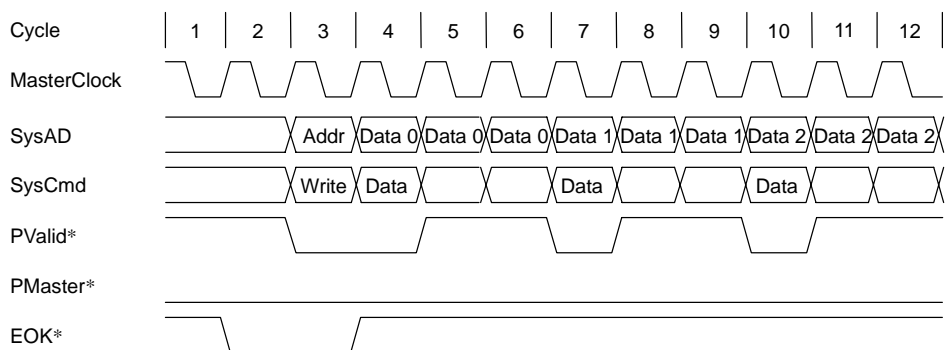 Cycle 1 2 3 4 5 6 7 8 9 10 11 12
MasterClock
SysAD Addr Data 0 Data 0 Data 0 Data 1 Data 1 Data 1 Data 2 Data 2 Data 2
SysCmd Write Data Data Data
PValid*
PMaster*
EOK*